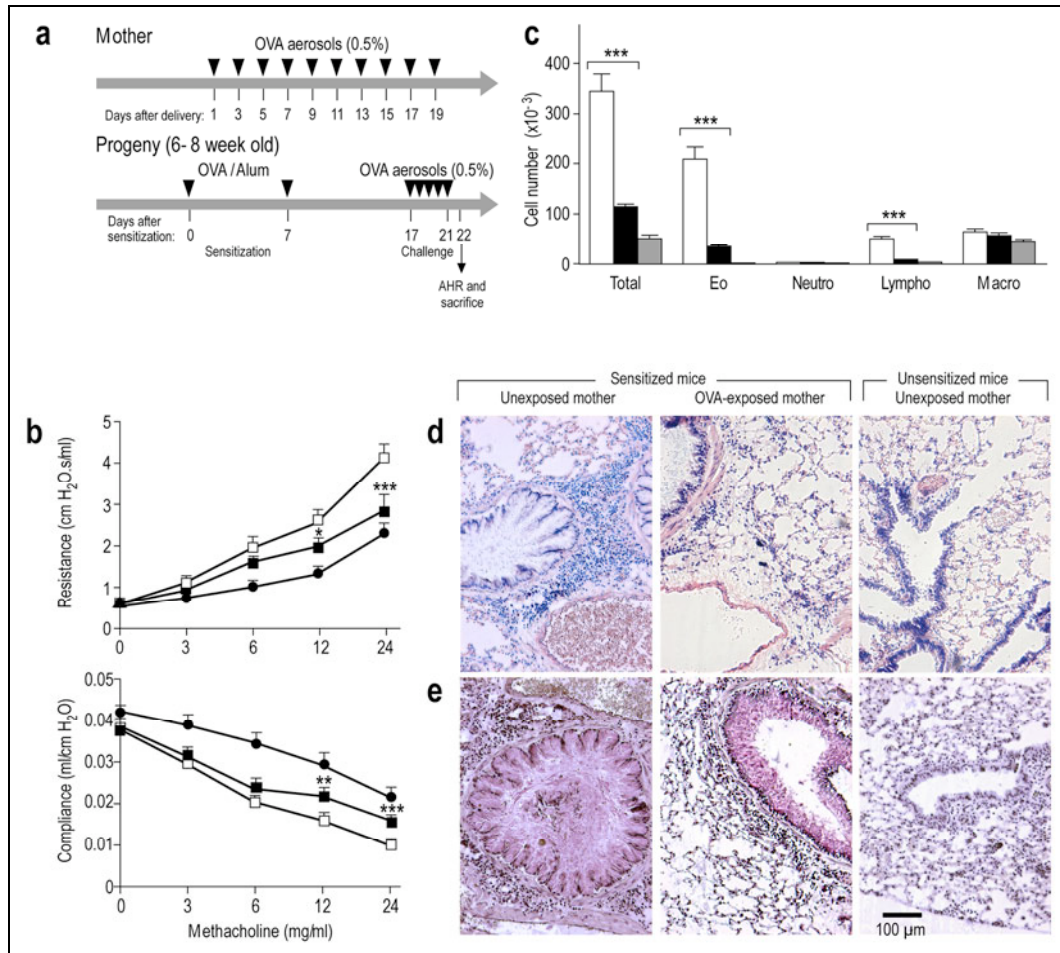 a
Mother
OVA aerosols (0.5%)
Days after delivery: 1 3 5 7 9 11 13 15 17 19
Progeny (6- 8 week old)
OVA /Alum OVA aerosols (0.5%)
Days after
sensitization: 0 7 17 21 22
Sensitization Challenge
AHR and
sacrifice
b
Resistance (cm H2O.s/ml)
5
4
3
2
1
0
***
*
0 3 6 12 24
Compliance (ml/cm H2O)
0.05
0.04
0.03
0.02
0.01
0
**
***
0 3 6 12 24
Methacholine (mg/ml)
c
Cell number (x10-3)
400
300
200
100
0
***
***
***
Total Eo Neutro Lympho Macro
Sensitized mice Unsensitized mice
Unexposed mother OVA-exposed mother Unexposed mother
d
e
100 µm